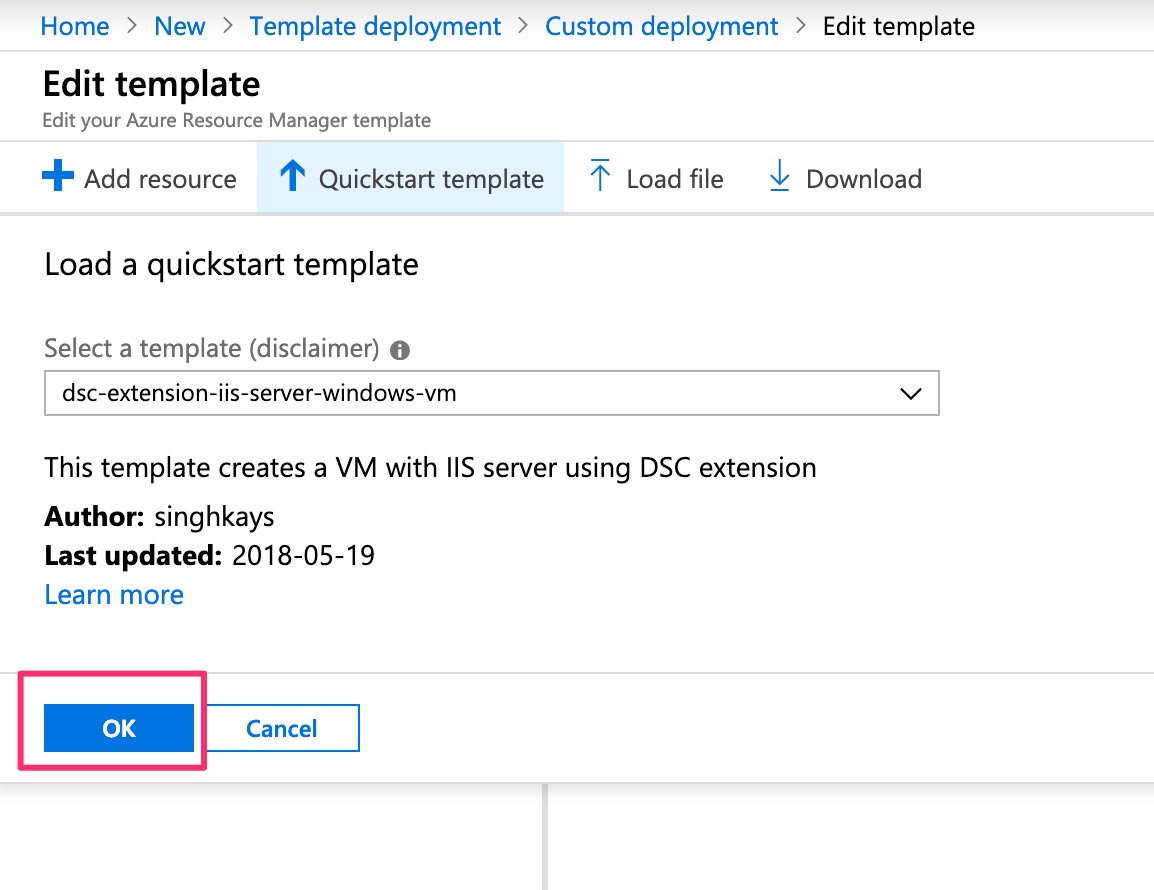 Home > New > Template deployment > Custom deployment > Edit template
Edit template
Edit your Azure Resource Manager template
Add resource Quickstart template Load file Download
Load a quickstart template
Select a template (disclaimer)
dsc-extension-iis-server-windows-vm
This template creates a VM with IIS server using DSC extension
Author: singhkays
Last updated: 2018-05-19
Learn more
OK Cancel